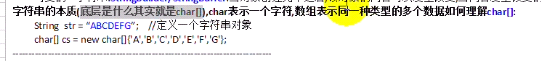 字符串的本质(底层是什么其实就是char[]),char表示一个字符,数组表示同一种类型的多个数据如何理解char[]:
String str = "ABCDEFG"; //定义一个字符串对象
char[] cs = new char[]{'A','B','C','D','E','F','G'};